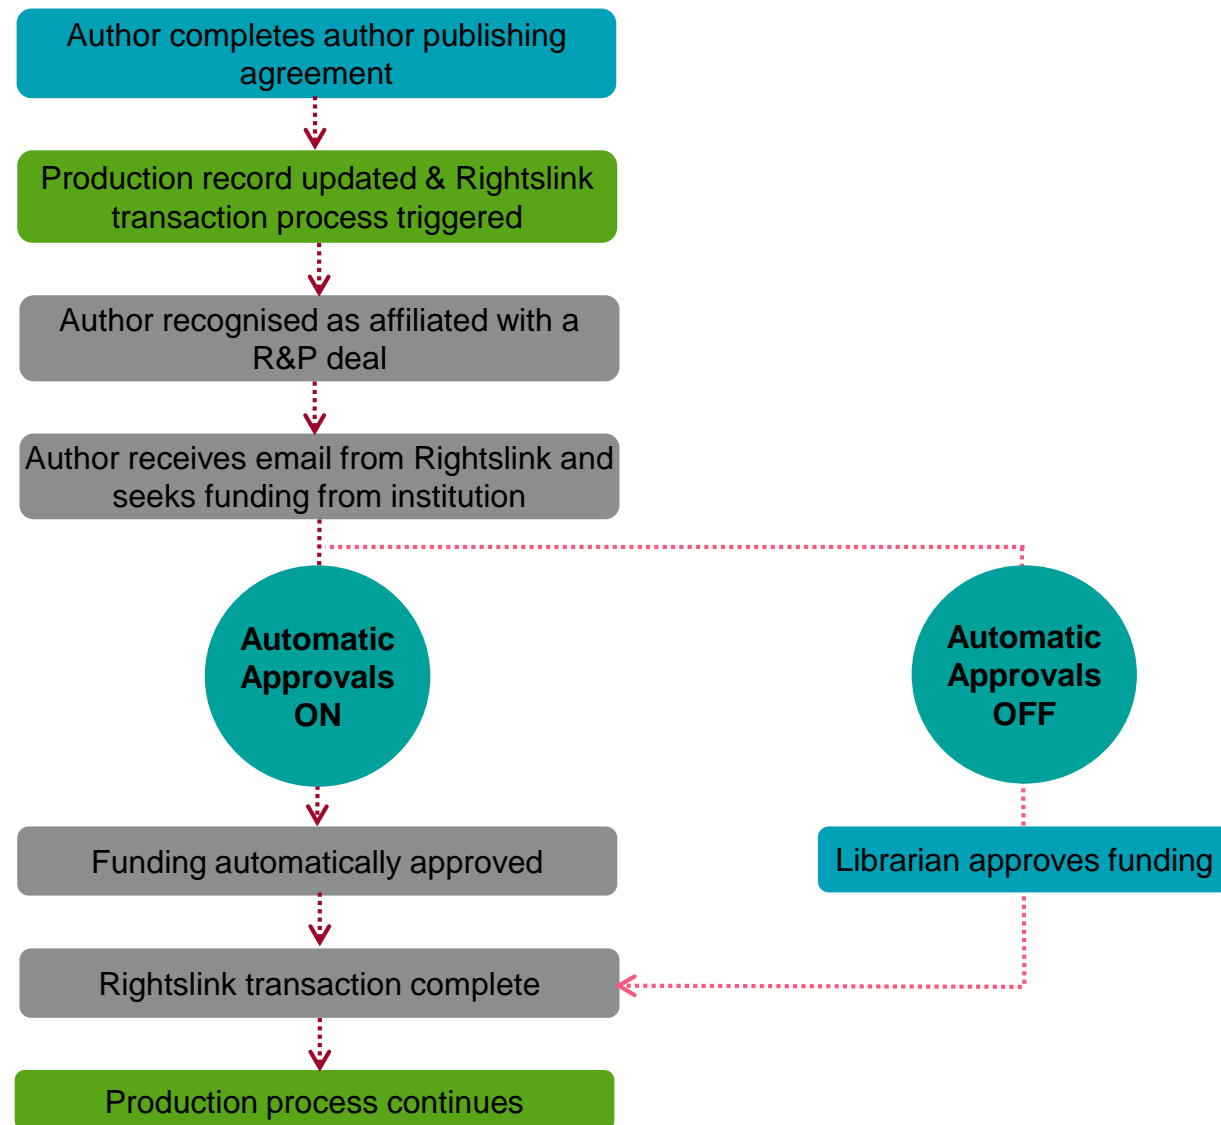 Author completes author publishing
agreement
Production record updated & Rightslink
transaction process triggered
Author recognised as affiliated with a
R&P deal
Author receives email from Rightslink and
seeks funding from institution
Automatic
Approvals
ON
Automatic
Approvals
OFF
Funding automatically approved
Librarian approves funding
Rightslink transaction complete
Production process continues